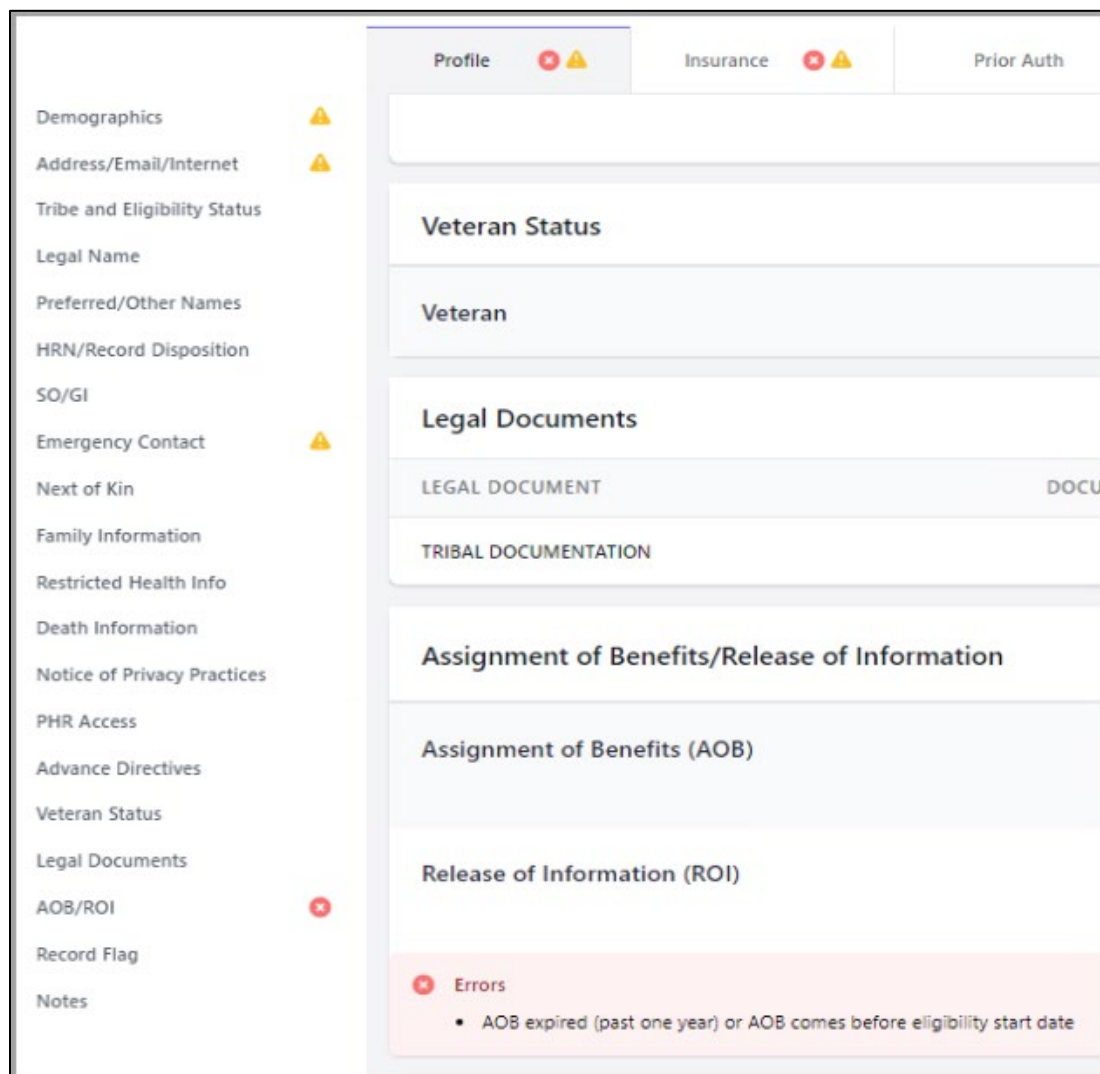 Profile
Insurance
Prior Auth
Demographics
Address/Email/Internet
Tribe and Eligibility Status
Legal Name
Preferred/Other Names
HRN/Record Disposition
SO/GI
Emergency Contact
Next of Kin
Family Information
Restricted Health Info
Death Information
Notice of Privacy Practices
PHR Access
Advance Directives
Veteran Status
Legal Documents
AOB/ROI
Record Flag
Notes
Veteran Status
Veteran
Legal Documents
LEGAL DOCUMENT DOCU
TRIBAL DOCUMENTATION
Assignment of Benefits/Release of Information
Assignment of Benefits (AOB)
Release of Information (ROI)
Errors
• AOB expired (past one year) or AOB comes before eligibility start date